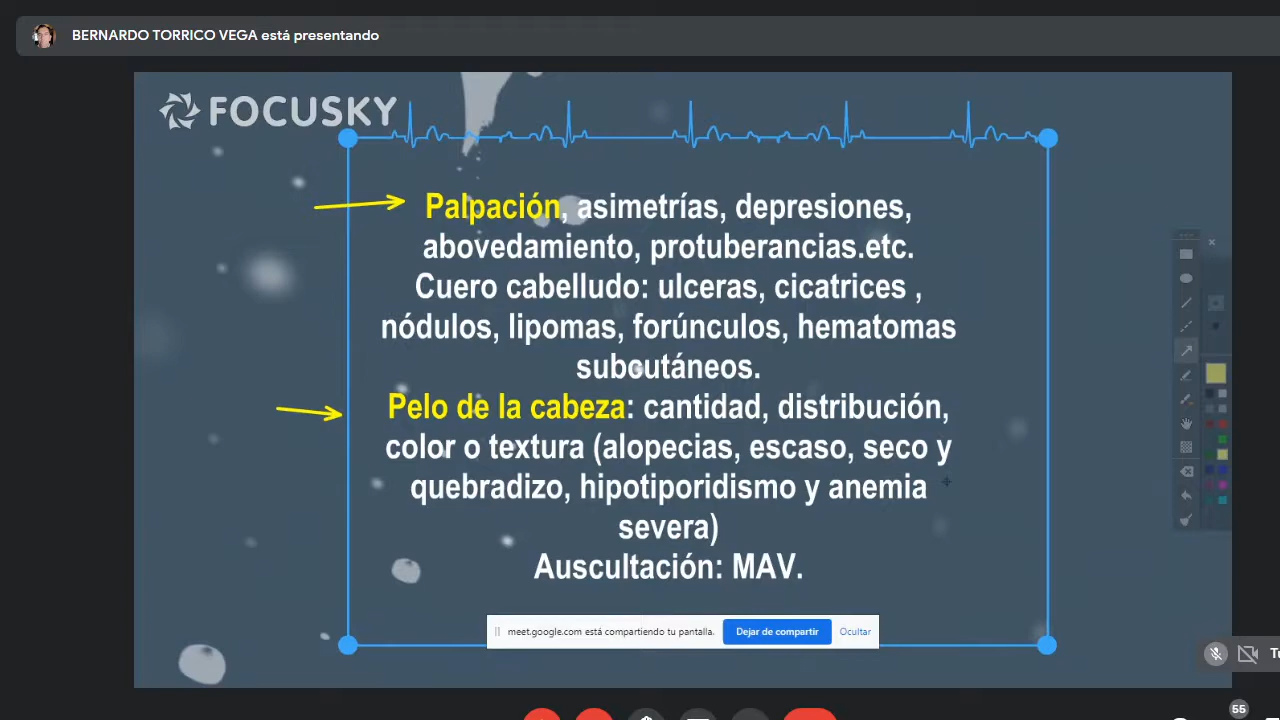 BERNARDO TORRICO VEGA está presentando
FOCUSKY
Palpación, asimetrías, depresiones,
abovedamiento, protuberancias.etc.
Cuero cabelludo: ulceras, cicatrices ,
nódulos, lipomas, forúnculos, hematomas
subcutáneos.
Pelo de la cabeza: cantidad, distribución,
color o textura (alopecias, escaso, seco y
quebradizo, hipotiporidismo y anemia
severa)
Auscultación: MAV.
meet.google.com está compartiendo tu pantalla. Dejar de compartir Ocultar
55